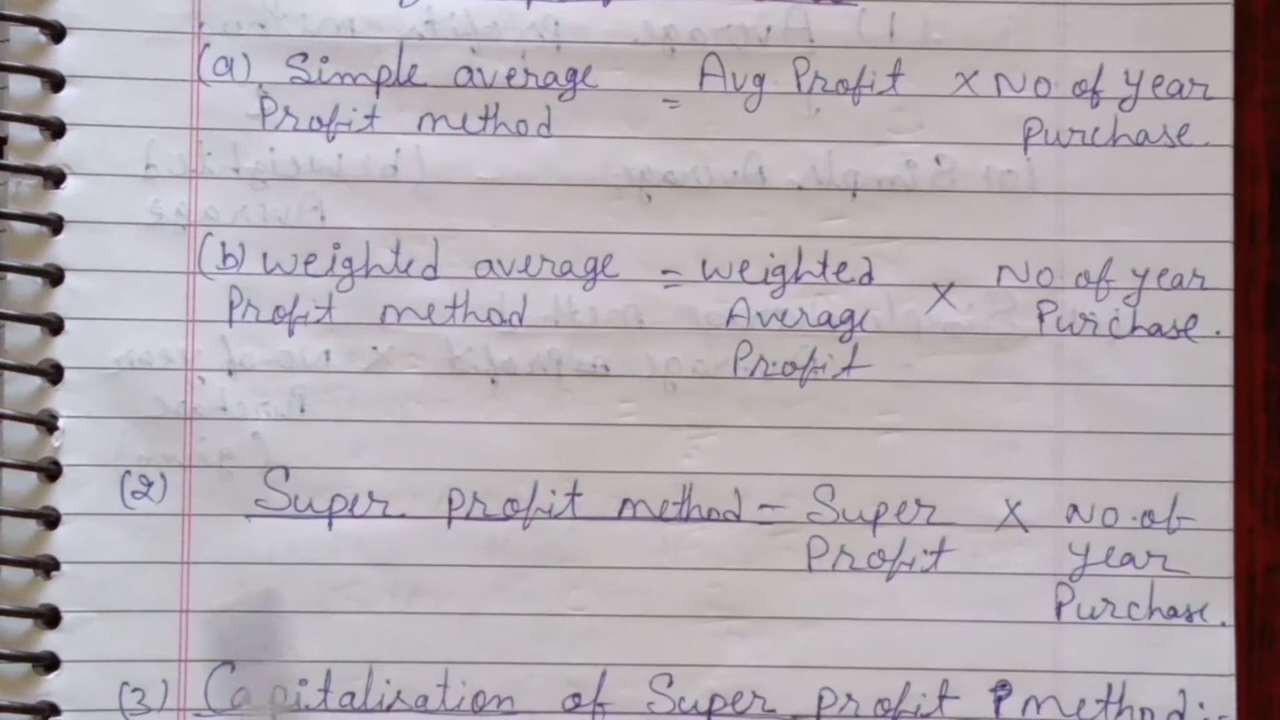 (a) Simple average = Avg Profit × No. of year
Profit method Purchase.
(b) weighted average = weighted × No. of year
Profit method Average Purchase.
Profit
(2) Super profit method = Super × No. of
Profit year
Purchase.
(3) Capitalisation of Super profit P method:-